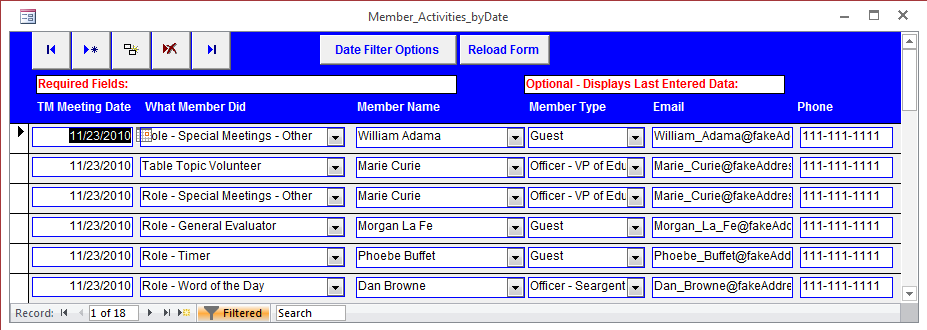 Member_Activities_byDate
Date Filter Options Reload Form
Required Fields: Optional - Displays Last Entered Data:
TM Meeting Date What Member Did Member Name Member Type Email Phone
11/23/2010 Role - Special Meetings - Other William Adama Guest William_Adama@fakeAd 111-111-1111
11/23/2010 Table Topic Volunteer Marie Curie Officer - VP of Edu Marie_Curie@fakeAddres 111-111-1111
11/23/2010 Role - Special Meetings - Other Marie Curie Officer - VP of Edu Marie_Curie@fakeAddres 111-111-1111
11/23/2010 Role - General Evaluator Morgan La Fe Guest Morgan_La_Fe@fakeAdd 111-111-1111
11/23/2010 Role - Timer Phoebe Buffet Guest Phoebe_Buffet@fakeAdd 111-111-1111
11/23/2010 Role - Word of the Day Dan Browne Officer - Seargent Dan_Browne@fakeAddre 111-111-1111
Record: 1 of 18 Filtered Search